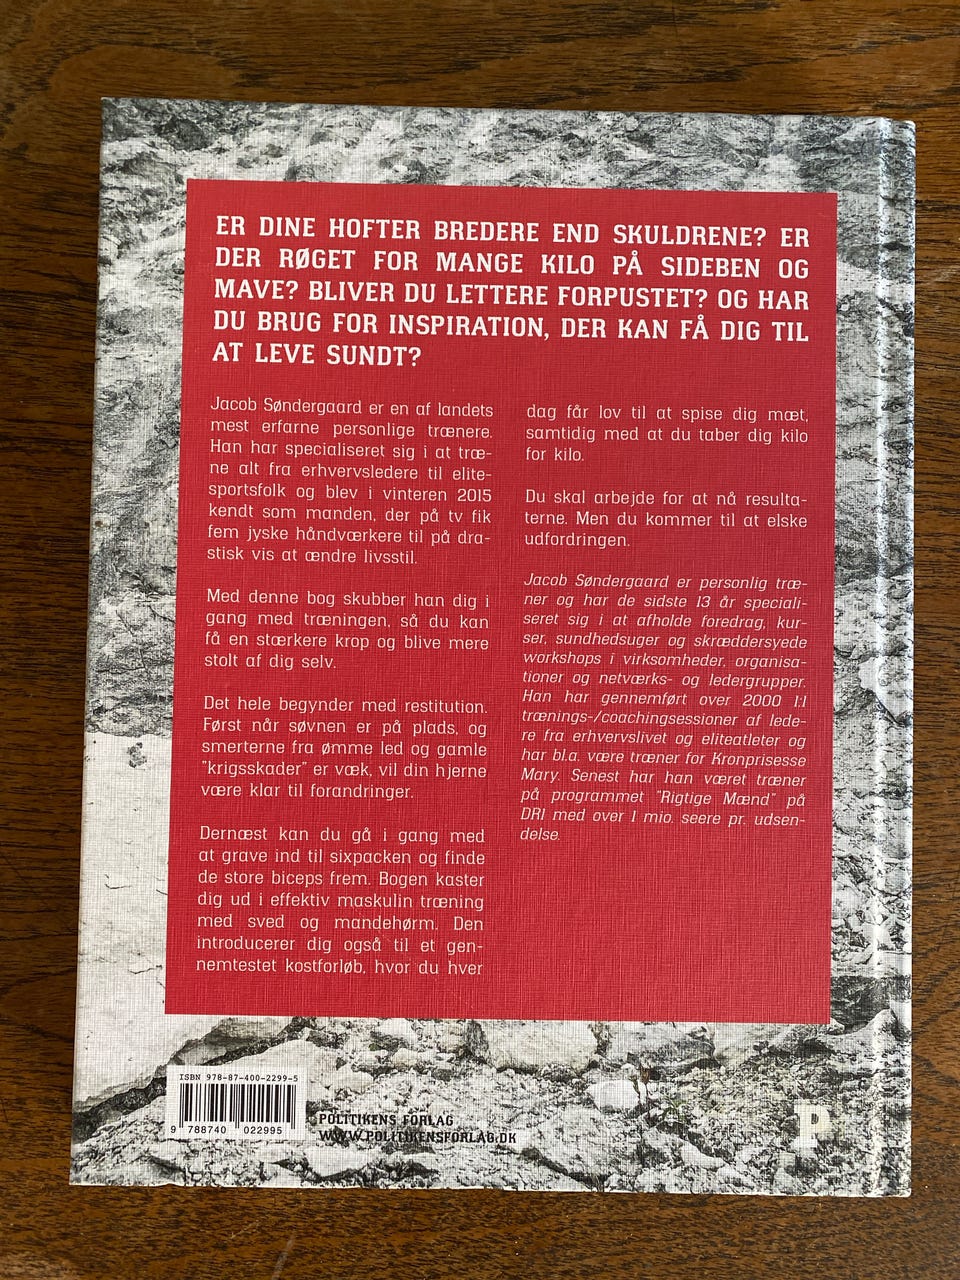 ER DINE HOFTER BREDERE END SKULDRENE? ER
DER RØGET FOR MANGE KILO PÅ SIDEBEN OG
MAVE? BLIVER DU LETTERE FORPUSTET? OG HAR
DU BRUG FOR INSPIRATION, DER KAN FÅ DIG TIL
AT LEVE SUNDT?
Jacob Søndergaard er en af landets
mest erfarne personlige trænere.
Han har specialiseret sig i at træ-
ne alt fra erhvervsledere til elite-
sportsfolk og blev i vinteren 2015
kendt som manden, der på tv fik
fem jyske håndværkere til på dra-
stisk vis at ændre livsstil.
Med denne bog skubber han dig i
gang med træningen, så du kan
få en stærkere krop og blive mere
stolt af dig selv.
Det hele begynder med restitution.
Først når søvnen er på plads, og
smerterne fra ømme led og gamle
"krigsskader" er væk, vil din hjerne
være klar til forandringer.
Dernæst kan du gå i gang med
at grave ind til sixpacken og finde
de store biceps frem. Bogen kaster
dig ud i effektiv maskulin træning
med sved og mandehørm. Den
introducerer dig også til et gen-
nemtestet kostforløb, hvor du hver
dag får lov til at spise dig mæt,
samtidig med at du taber dig kilo
for kilo.
Du skal arbejde for at nå resulta-
terne. Men du kommer til at elske
udfordringen.
Jacob Søndergaard er personlig træ-
ner og har de sidste 13 år speciali-
seret sig i at afholde foredrag, kur-
ser, sundhedsuger og skræddersyede
workshops i virksomheder, organisa-
tioner og netværks- og ledergrupper.
Han har gennemført over 2000 1:1
trænings-/coachingsessioner af lede-
re fra erhvervslivet og eliteatleter og
har bl.a. være træner for Kronprisesse
Mary. Senest har han været træner
på programmet "Rigtige Mænd" på
DR1 med over 1 mio. seere pr. udsen-
delse.
ISBN 978-87-400-2299-5
9 788740 022995
POLITIKENS FORLAG
WWW.POLITIKENSFORLAG.DK
P